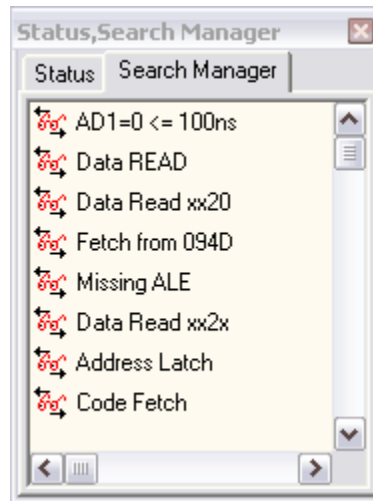 Status,Search Manager
Status Search Manager
AD1=0 <= 100ns
Data READ
Data Read xx20
Fetch from 094D
Missing ALE
Data Read xx2x
Address Latch
Code Fetch